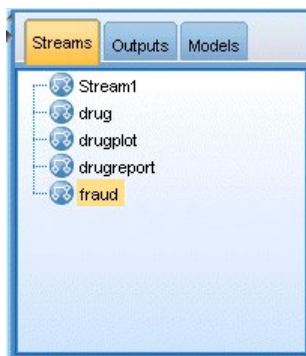 Streams Outputs Models
Stream1
drug
drugplot
drugreport
fraud